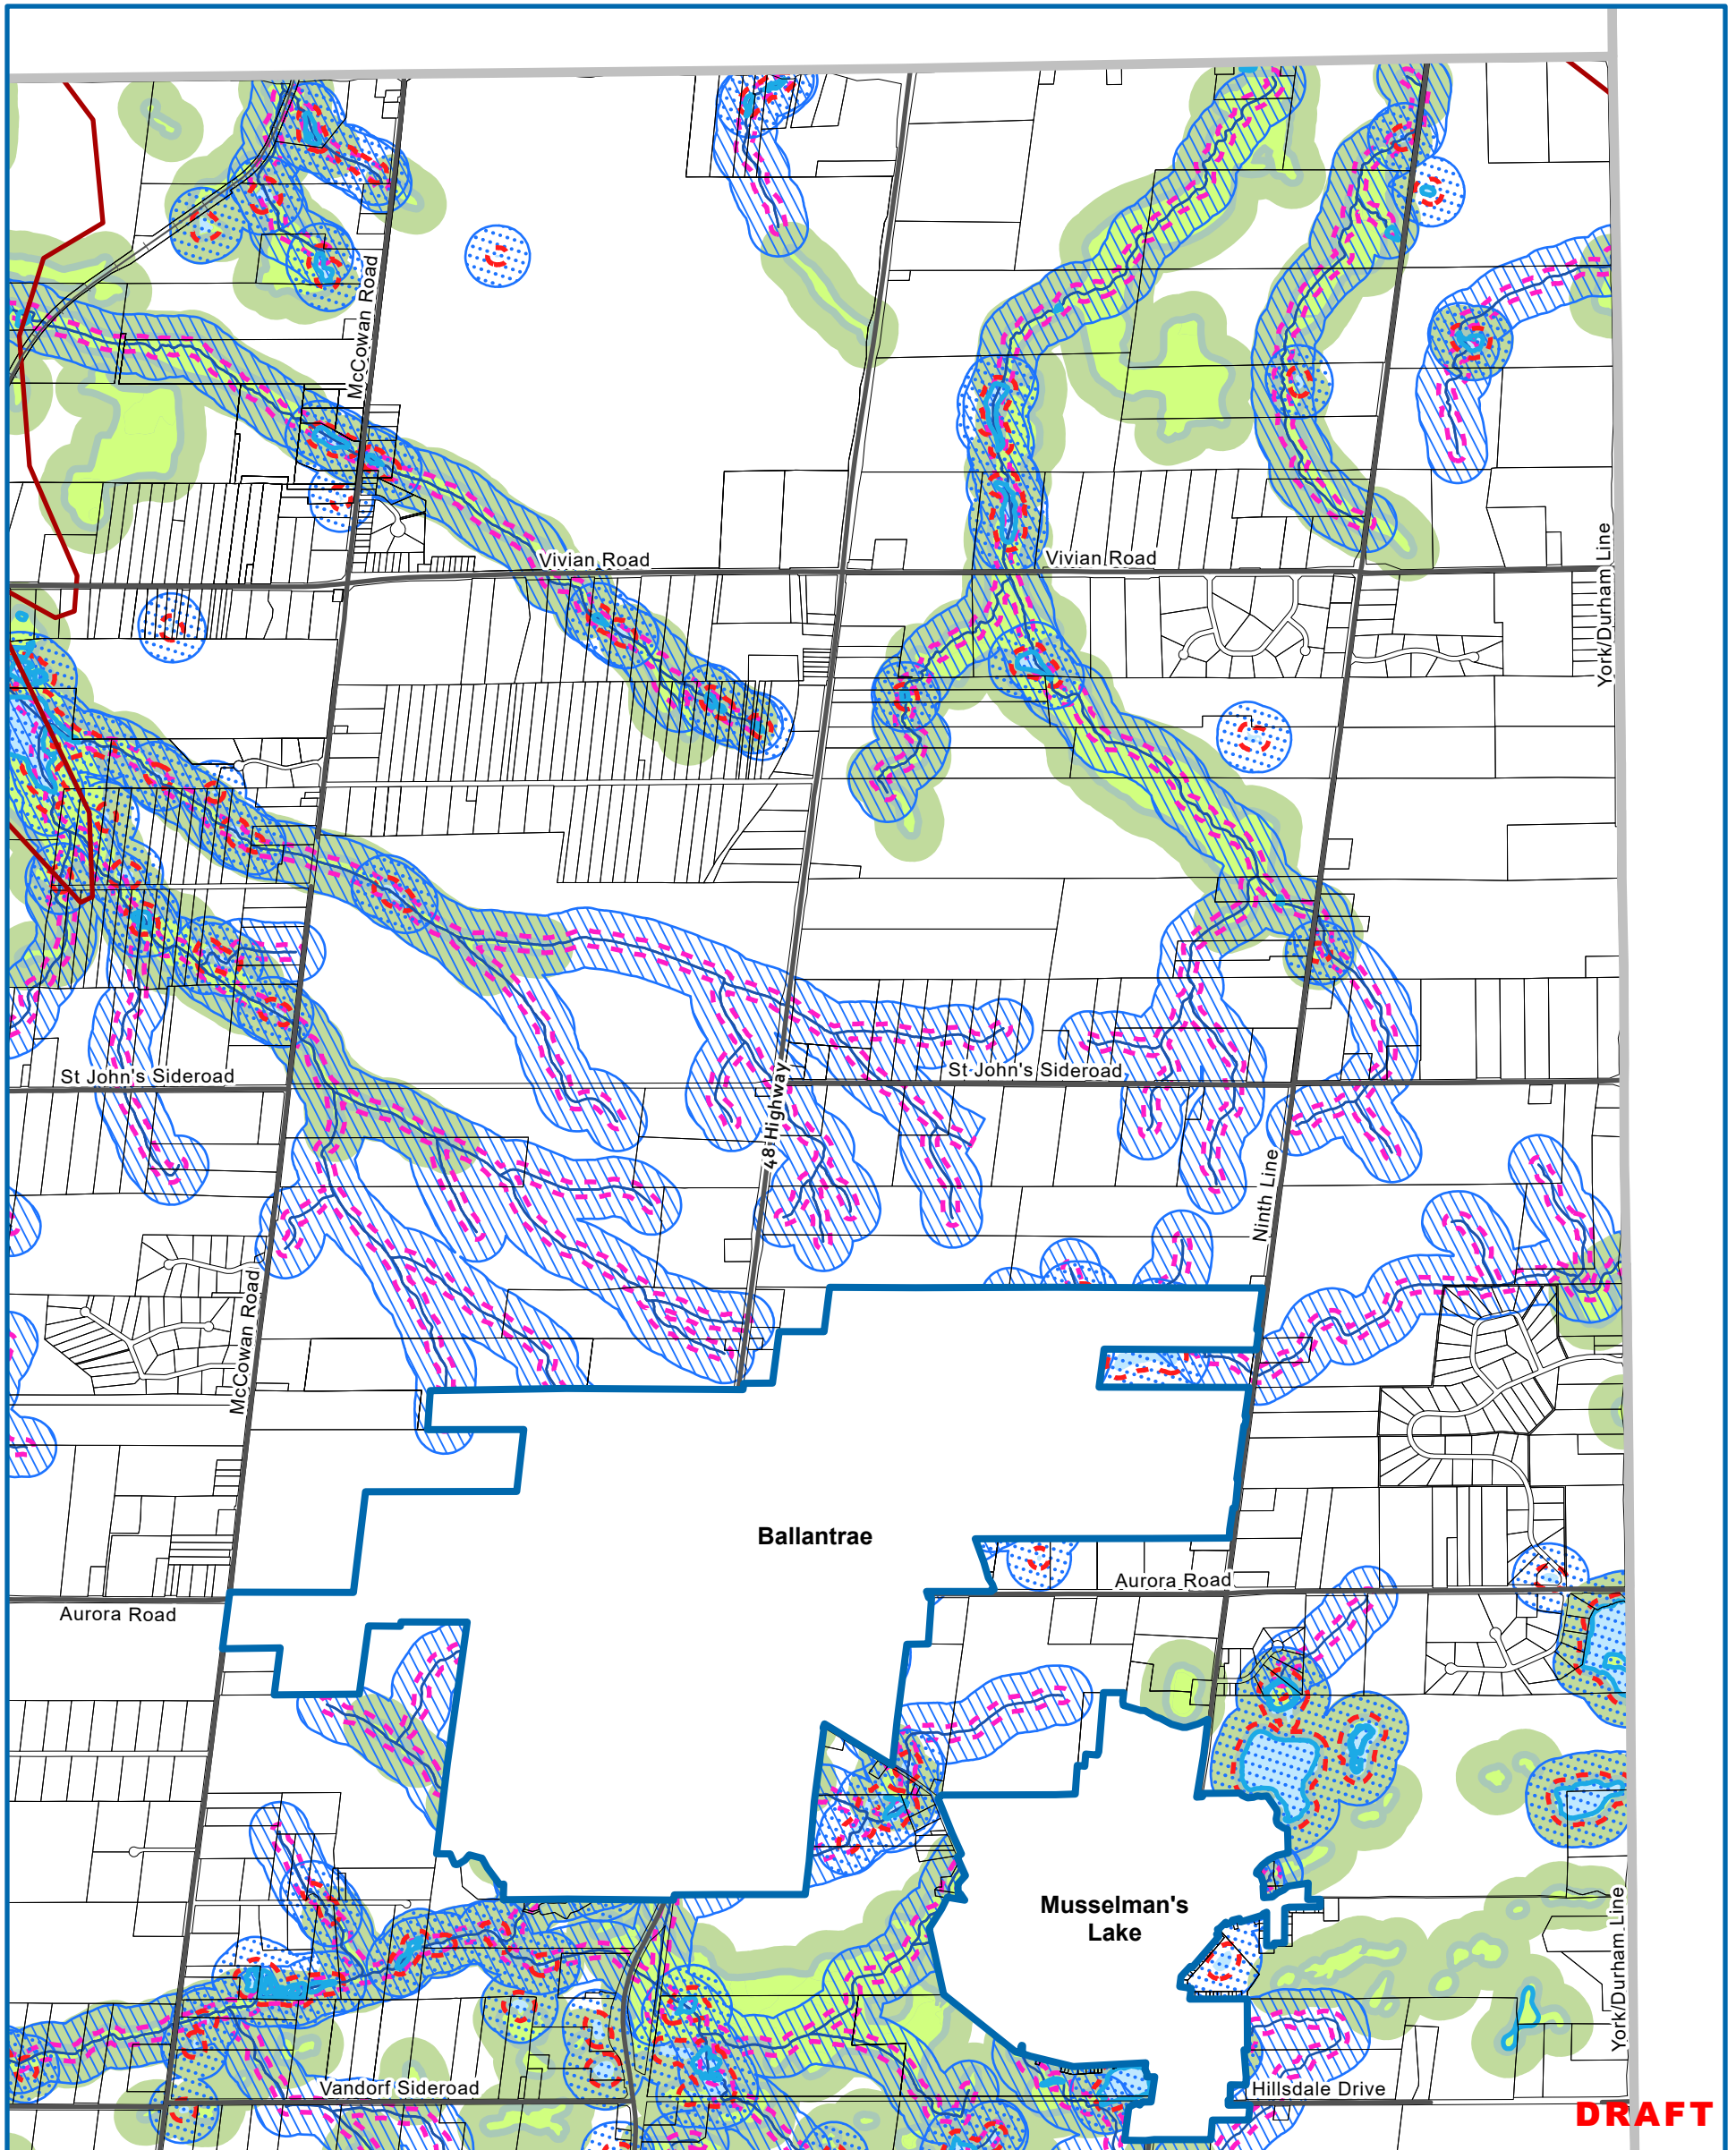 McCowan Road
Vivian Road
Vivian Road
York/Durham Line
St John's Sideroad
St John's Sideroad
48 Highway
Ninth Line
McCowan Road
Ballantrae
Aurora Road
Aurora Road
Musselman's
Lake
York/Durham Line
Vandorf Sideroad
Hillsdale Drive
DRAFT